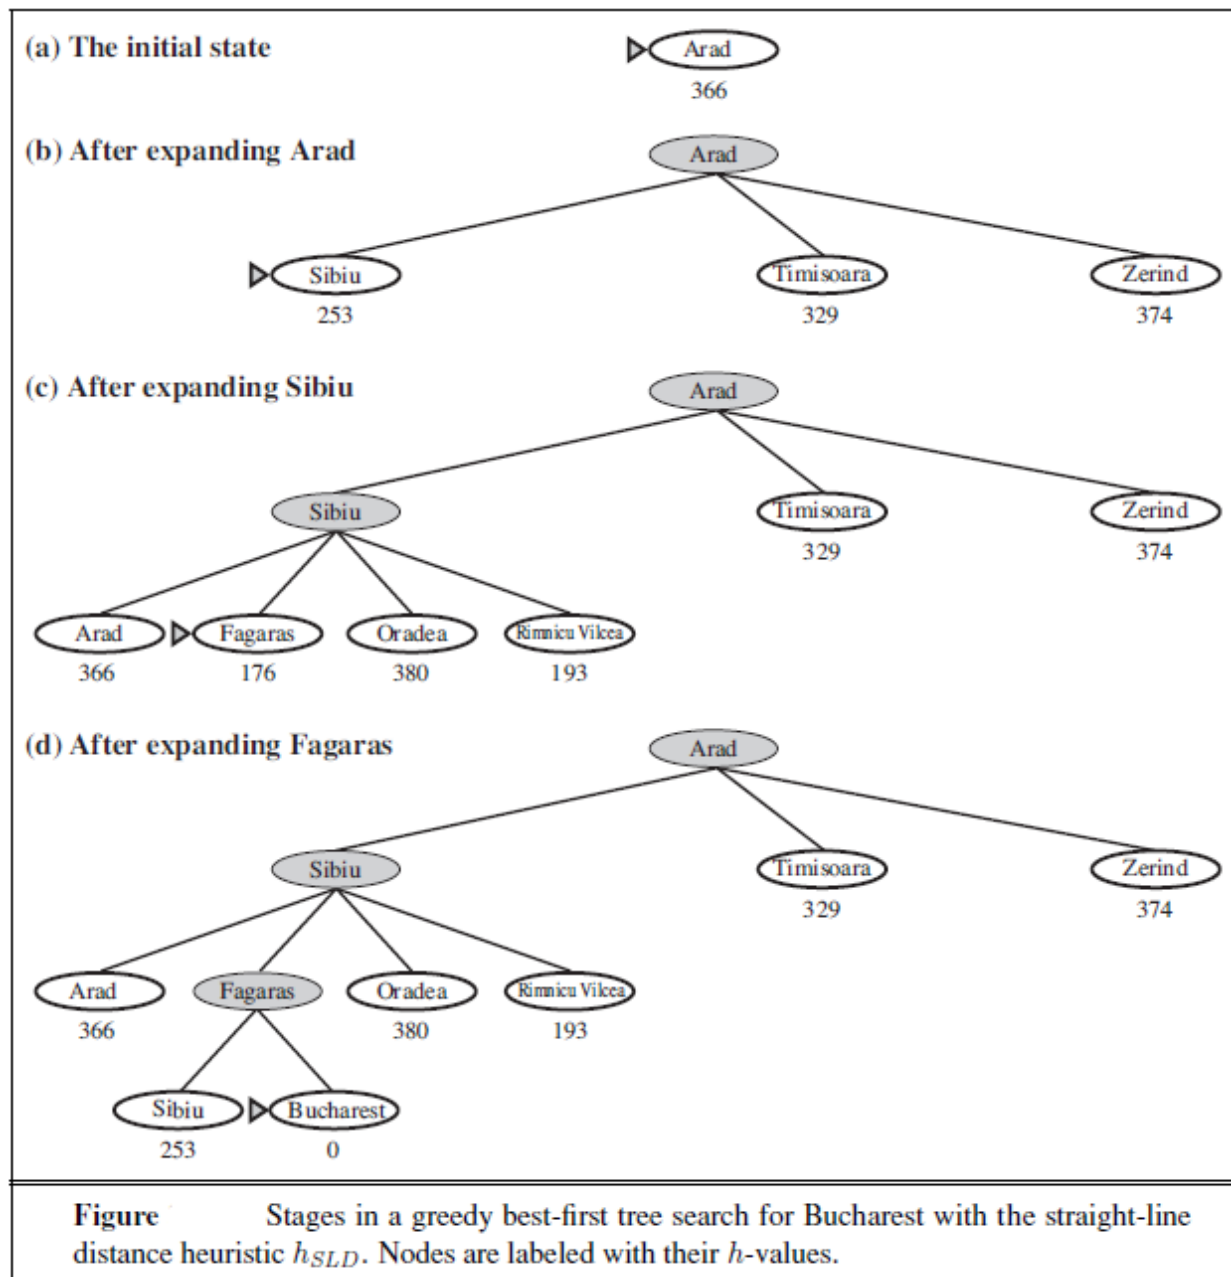 (a) The initial state
Arad
366
(b) After expanding Arad
Arad
Sibiu
Timisoara
Zerind
253
329
374
(c) After expanding Sibiu
Arad
Sibiu
Timisoara
Zerind
329
374
Arad
Fagaras
Oradea
Rimnicu Vilcea
366
176
380
193
(d) After expanding Fagaras
Arad
Sibiu
Timisoara
Zerind
329
374
Arad
Fagaras
Oradea
Rimnicu Vilcea
366
380
193
Sibiu
Bucharest
253
0
Figure Stages in a greedy best-first tree search for Bucharest with the straight-line
distance heuristic hSLD. Nodes are labeled with their h-values.